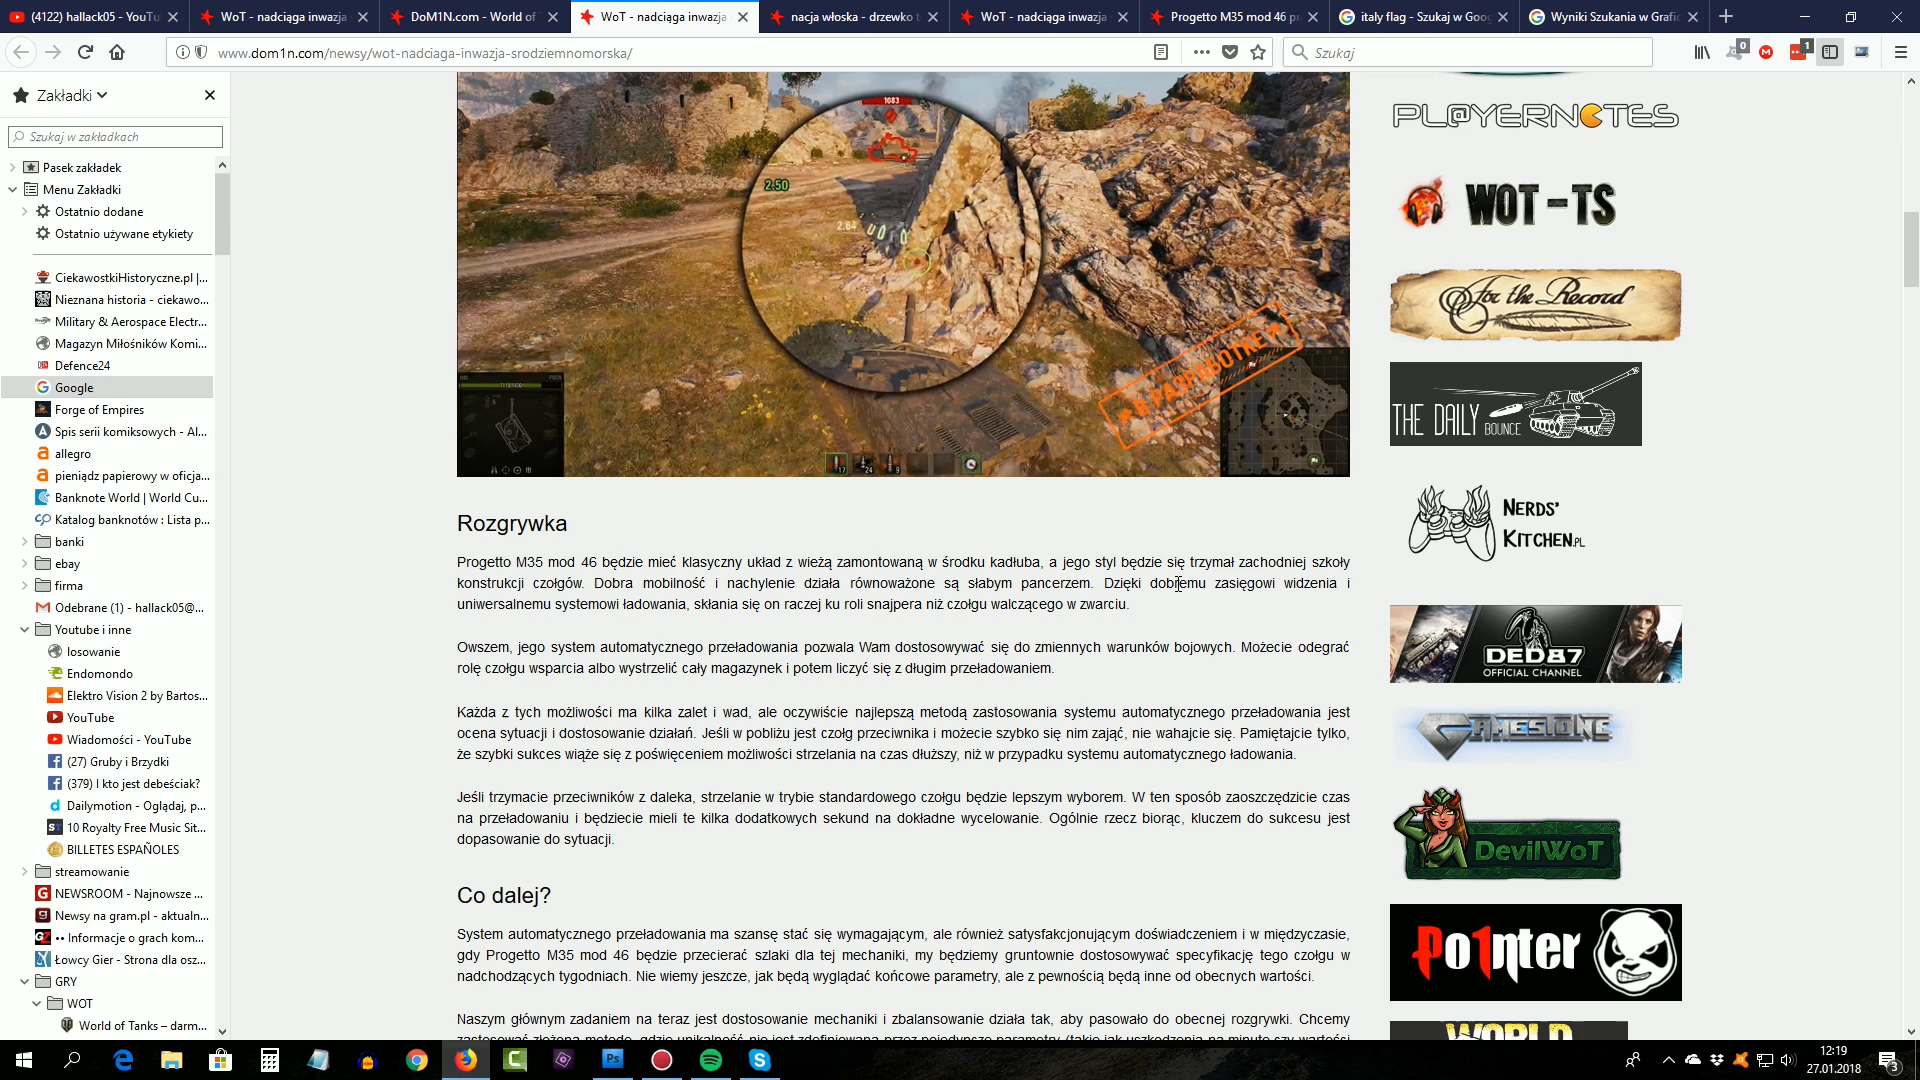 (4122) hallack05 - YouTu
WoT - nadciąga inwazja
DoM1N.com - World of
WoT - nadciąga inwazja
nacja włoska - drzewko t
WoT - nadciąga inwazja
Progetto M35 mod 46 pr
italy flag - Szukaj w Goog
Wyniki Szukania w Grafic
www.dom1n.com/newsy/wot-nadciaga-inwazja-srodziemnomorska/
Szukaj
0
1
Zakładki
Szukaj w zakładkach
Pasek zakładek
Menu Zakładki
Ostatnio dodane
Ostatnio używane etykiety
CiekawostkiHistoryczne.pl |...
Nieznana historia - ciekawo...
Military & Aerospace Electr...
Magazyn Miłośników Komi...
Defence24
Google
Forge of Empires
Spis serii komiksowych - Al...
allegro
pieniądz papierowy w oficja...
Banknote World | World Cu...
Katalog banknotów : Lista p...
banki
ebay
firma
Odebrane (1) - hallack05@...
Youtube i inne
losowanie
Endomondo
Elektro Vision 2 by Bartos...
YouTube
Wiadomości - YouTube
(27) Gruby i Brzydki
(379) I kto jest debeściak?
Dailymotion - Oglądaj, p...
10 Royalty Free Music Sit...
BILLETES ESPAÑOLES
streamowanie
NEWSROOM - Najnowsze ...
Newsy na gram.pl - aktualn...
•• Informacje o grach kom...
Łowcy Gier - Strona dla osz...
GRY
WOT
World of Tanks – darm...
1083
2.50
2.64
В РАЗРАБОТКЕ
17
24
9
Rozgrywka
Progetto M35 mod 46 będzie mieć klasyczny układ z wieżą zamontowaną w środku kadłuba, a jego styl będzie się trzymał zachodniej szkoły
konstrukcji czołgów. Dobra mobilność i nachylenie działa równoważone są słabym pancerzem. Dzięki dobremu zasięgowi widzenia i
uniwersalnemu systemowi ładowania, skłania się on raczej ku roli snajpera niż czołgu walczącego w zwarciu.
Owszem, jego system automatycznego przeładowania pozwala Wam dostosowywać się do zmiennych warunków bojowych. Możecie odegrać
rolę czołgu wsparcia albo wystrzelić cały magazynek i potem liczyć się z długim przeładowaniem.
Każda z tych możliwości ma kilka zalet i wad, ale oczywiście najlepszą metodą zastosowania systemu automatycznego przeładowania jest
ocena sytuacji i dostosowanie działań. Jeśli w pobliżu jest czołg przeciwnika i możecie szybko się nim zająć, nie wahajcie się. Pamiętajcie tylko,
że szybki sukces wiąże się z poświęceniem możliwości strzelania na czas dłuższy, niż w przypadku systemu automatycznego ładowania.
Jeśli trzymacie przeciwników z daleka, strzelanie w trybie standardowego czołgu będzie lepszym wyborem. W ten sposób zaoszczędzicie czas
na przeładowaniu i będziecie mieli te kilka dodatkowych sekund na dokładne wycelowanie. Ogólnie rzecz biorąc, kluczem do sukcesu jest
dopasowanie do sytuacji.
Co dalej?
System automatycznego przeładowania ma szansę stać się wymagającym, ale również satysfakcjonującym doświadczeniem i w międzyczasie,
gdy Progetto M35 mod 46 będzie przecierać szlaki dla tej mechaniki, my będziemy gruntownie dostosowywać specyfikację tego czołgu w
nadchodzących tygodniach. Nie wiemy jeszcze, jak będą wyglądać końcowe parametry, ale z pewnością będą inne od obecnych wartości.
Naszym głównym zadaniem na teraz jest dostosowanie mechaniki i zbalansowanie działa tak, aby pasowało do obecnej rozgrywki. Chcemy
PL@YERNOTES
WOT-TS
For the Record
THE DAILY BOUNCE
NERDS' KITCHEN.PL
DED87
OFFICIAL CHANNEL
GAMESTONE
DevilWoT
Po1nter
WORLD
12:19
27.01.2018
3